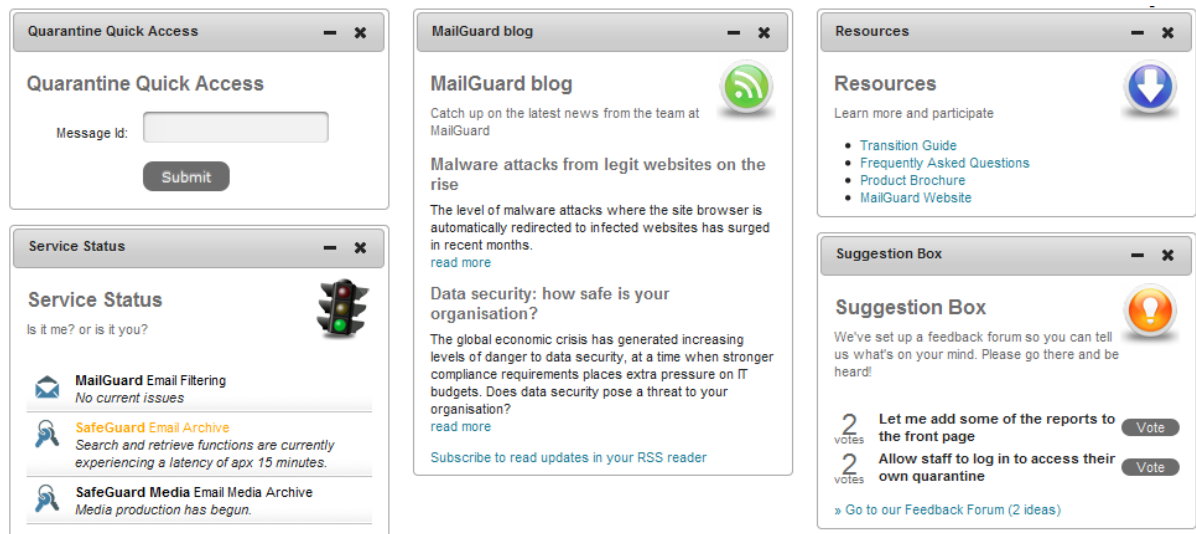 Quarantine Quick Access
Quarantine Quick Access
Message Id:
Submit
Service Status
Service Status
Is it me? or is it you?
MailGuard Email Filtering
No current issues
SafeGuard Email Archive
Search and retrieve functions are currently
experiencing a latency of apx 15 minutes.
SafeGuard Media Email Media Archive
Media production has begun.
MailGuard blog
MailGuard blog
Catch up on the latest news from the team at
MailGuard
Malware attacks from legit websites on the
rise
The level of malware attacks where the site browser is
automatically redirected to infected websites has surged
in recent months.
read more
Data security: how safe is your
organisation?
The global economic crisis has generated increasing
levels of danger to data security, at a time when stronger
compliance requirements places extra pressure on IT
budgets. Does data security pose a threat to your
organisation?
read more
Subscribe to read updates in your RSS reader
Resources
Resources
Learn more and participate
Transition Guide
Frequently Asked Questions
Product Brochure
MailGuard Website
Suggestion Box
Suggestion Box
We've set up a feedback forum so you can tell
us what's on your mind. Please go there and be
heard!
2 votes Let me add some of the reports to
the front page Vote
2 votes Allow staff to log in to access their
own quarantine Vote
» Go to our Feedback Forum (2 ideas)